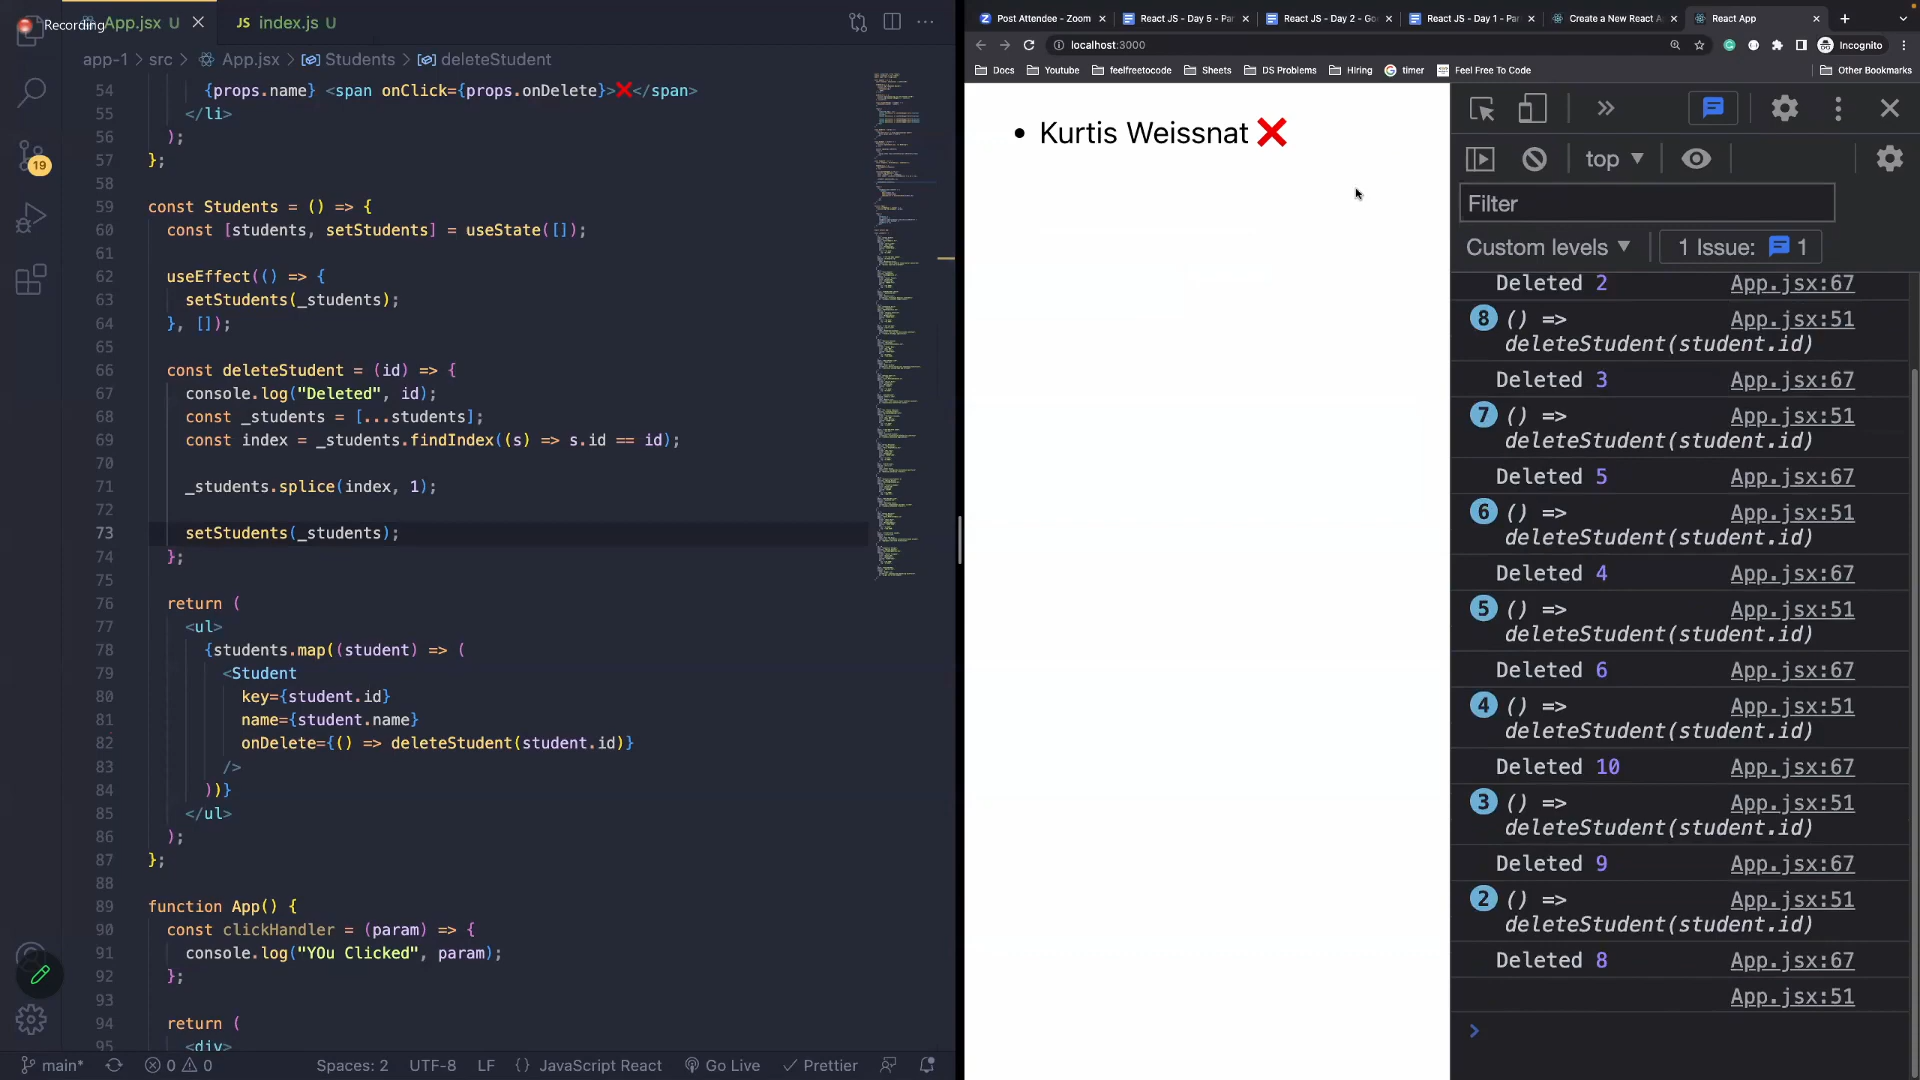 Recording
App.jsx U
JS index.js U
app-1 > src > App.jsx > Students > deleteStudent
54 {props.name} <span onClick={props.onDelete}>❌</span>
55 </li>
56 );
57 };
58
59 const Students = () => {
60 const [students, setStudents] = useState([]);
61
62 useEffect(() => {
63 setStudents(_students);
64 }, []);
65
66 const deleteStudent = (id) => {
67 console.log("Deleted", id);
68 const _students = [...students];
69 const index = _students.findIndex((s) => s.id == id);
70
71 _students.splice(index, 1);
72
73 setStudents(_students);
74 };
75
76 return (
77 <ul>
78 {students.map((student) => (
79 <Student
80 key={student.id}
81 name={student.name}
82 onDelete={() => deleteStudent(student.id)}
83 />
84 ))}
85 </ul>
86 );
87 };
88
89 function App() {
90 const clickHandler = (param) => {
91 console.log("YOu Clicked", param);
92 };
93
94 return (
95 <div>
19
main* 0 0 Spaces: 2 UTF-8 LF {} JavaScript React Go Live Prettier
Post Attendee - Zoom
React JS - Day 5 - Pa
React JS - Day 2 - Go
React JS - Day 1 - Par
Create a New React A
React App
localhost:3000
Incognito
Docs Youtube feelfreetocode Sheets DS Problems Hiring timer Feel Free To Code Other Bookmarks
• Kurtis Weissnat ❌
top
Filter
Custom levels 1 Issue: 1
Deleted 2 App.jsx:67
8 () => App.jsx:51
deleteStudent(student.id)
Deleted 3 App.jsx:67
7 () => App.jsx:51
deleteStudent(student.id)
Deleted 5 App.jsx:67
6 () => App.jsx:51
deleteStudent(student.id)
Deleted 4 App.jsx:67
5 () => App.jsx:51
deleteStudent(student.id)
Deleted 6 App.jsx:67
4 () => App.jsx:51
deleteStudent(student.id)
Deleted 10 App.jsx:67
3 () => App.jsx:51
deleteStudent(student.id)
Deleted 9 App.jsx:67
2 () => App.jsx:51
deleteStudent(student.id)
Deleted 8 App.jsx:67
App.jsx:51
>